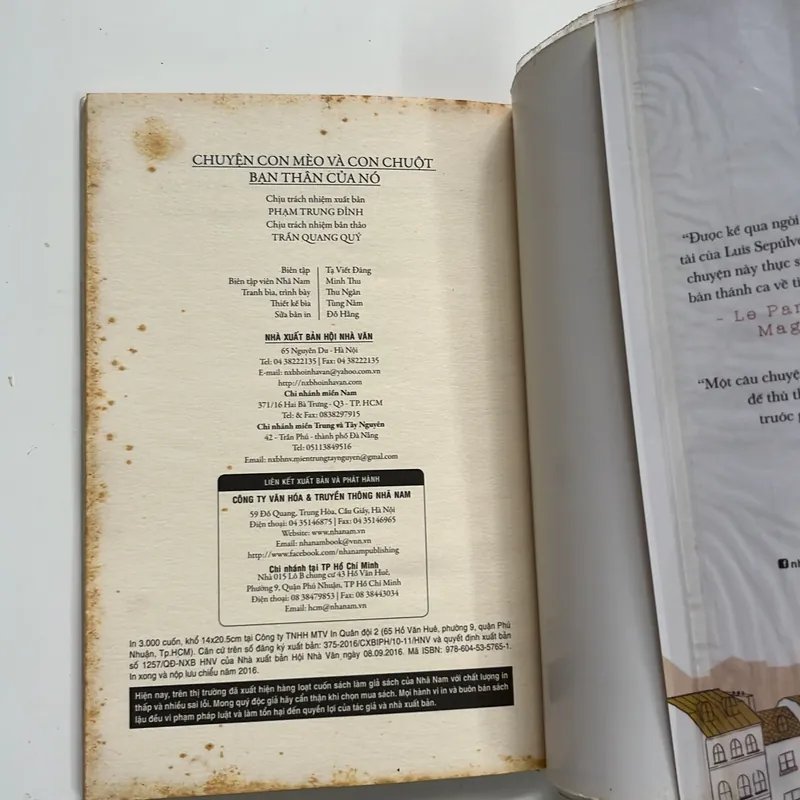 CHUYỆN CON MÈO VÀ CON CHUỘT
BẠN THÂN CỦA NÓ
Chịu trách nhiệm xuất bản
PHẠM TRUNG ĐỈNH
Chịu trách nhiệm bản thảo
TRẦN QUANG QUÝ
Biên tập | Tạ Viết Đãng
Biên tập viên Nhã Nam | Minh Thu
Tranh bìa, trình bày | Thu Ngân
Thiết kế bìa | Tùng Nâm
Sửa bản in | Đỗ Hằng
NHÀ XUẤT BẢN HỘI NHÀ VĂN
65 Nguyễn Du - Hà Nội
Tel: 04 38222135 | Fax: 04 38222135
E-mail: nxbhoinhavan@yahoo.com.vn
http://nxbhoinhavan.com
Chi nhánh miền Nam
371/16 Hai Bà Trưng - Q3 - TP. HCM
Tel: & Fax: 0838297915
Chi nhánh miền Trung và Tây Nguyên
42 - Trần Phú - thành phố Đà Nẵng
Tel: 05113849516
Email: nxbhnv.mientrungtaynguyen@gmail.com
LIÊN KẾT XUẤT BẢN VÀ PHÁT HÀNH
CÔNG TY VĂN HÓA & TRUYỀN THÔNG NHÃ NAM
59 Đỗ Quang, Trung Hòa, Cầu Giấy, Hà Nội
Điện thoại: 04 35146875 | Fax: 04 35146965
Website: www.nhanam.vn
Email: nhanambook@vnn.vn
http://www.facebook.com/nhanampublishing
Chi nhánh tại TP Hồ Chí Minh
Nhà 015 Lô B chung cư 43 Hồ Văn Huê,
Phường 9, Quận Phú Nhuận, TP Hồ Chí Minh
Điện thoại: 08 38479853 | Fax: 08 38443034
Email: hcm@nhanam.vn
In 3.000 cuốn, khổ 14x20.5cm tại Công ty TNHH MTV In Quân đội 2 (65 Hồ Văn Huê, phường 9, quận Phú
Nhuận, Tp.HCM). Căn cứ trên số đăng ký xuất bản: 375-2016/CXBIPH/10-11/HNV và quyết định xuất bản
số 1257/QĐ-NXB HNV của Nhà xuất bản Hội Nhà Văn ngày 08.09.2016. Mã ISBN: 978-604-53-5765-1.
In xong và nộp lưu chiểu năm 2016.
Hiện nay, trên thị trường đã xuất hiện hàng loạt cuốn sách làm giả sách của Nhã Nam với chất lượng in
thấp và nhiều sai lỗi. Mong quý độc giả hãy cẩn thận khi chọn mua sách. Mọi hành vi in và buôn bán sách
lậu đều vi phạm pháp luật và làm tổn hại đến quyền lợi của tác giả và nhà xuất bản.
“Được kể qua ngòi
tài của Luis Sepúlve
chuyện này thực s
bản thánh ca về t
- Le Par
Mag
“Một câu chuyệ
để thủ th
trước
nh